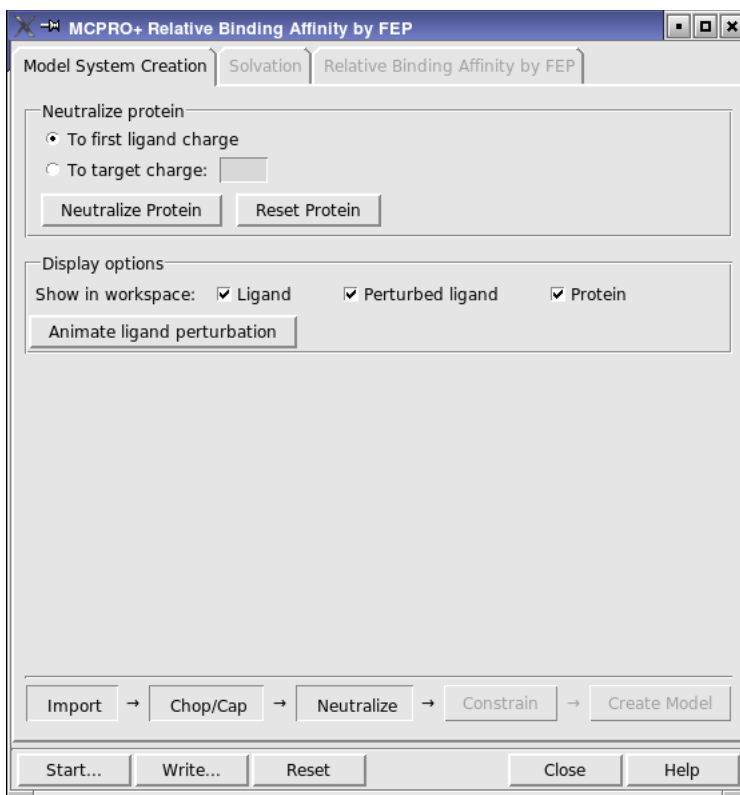 MCPRO+ Relative Binding Affinity by FEP
Model System Creation Solvation Relative Binding Affinity by FEP
Neutralize protein
To first ligand charge
To target charge:
Neutralize Protein Reset Protein
Display options
Show in workspace: Ligand Perturbed ligand Protein
Animate ligand perturbation
Import → Chop/Cap → Neutralize → Constrain → Create Model
Start... Write... Reset Close Help